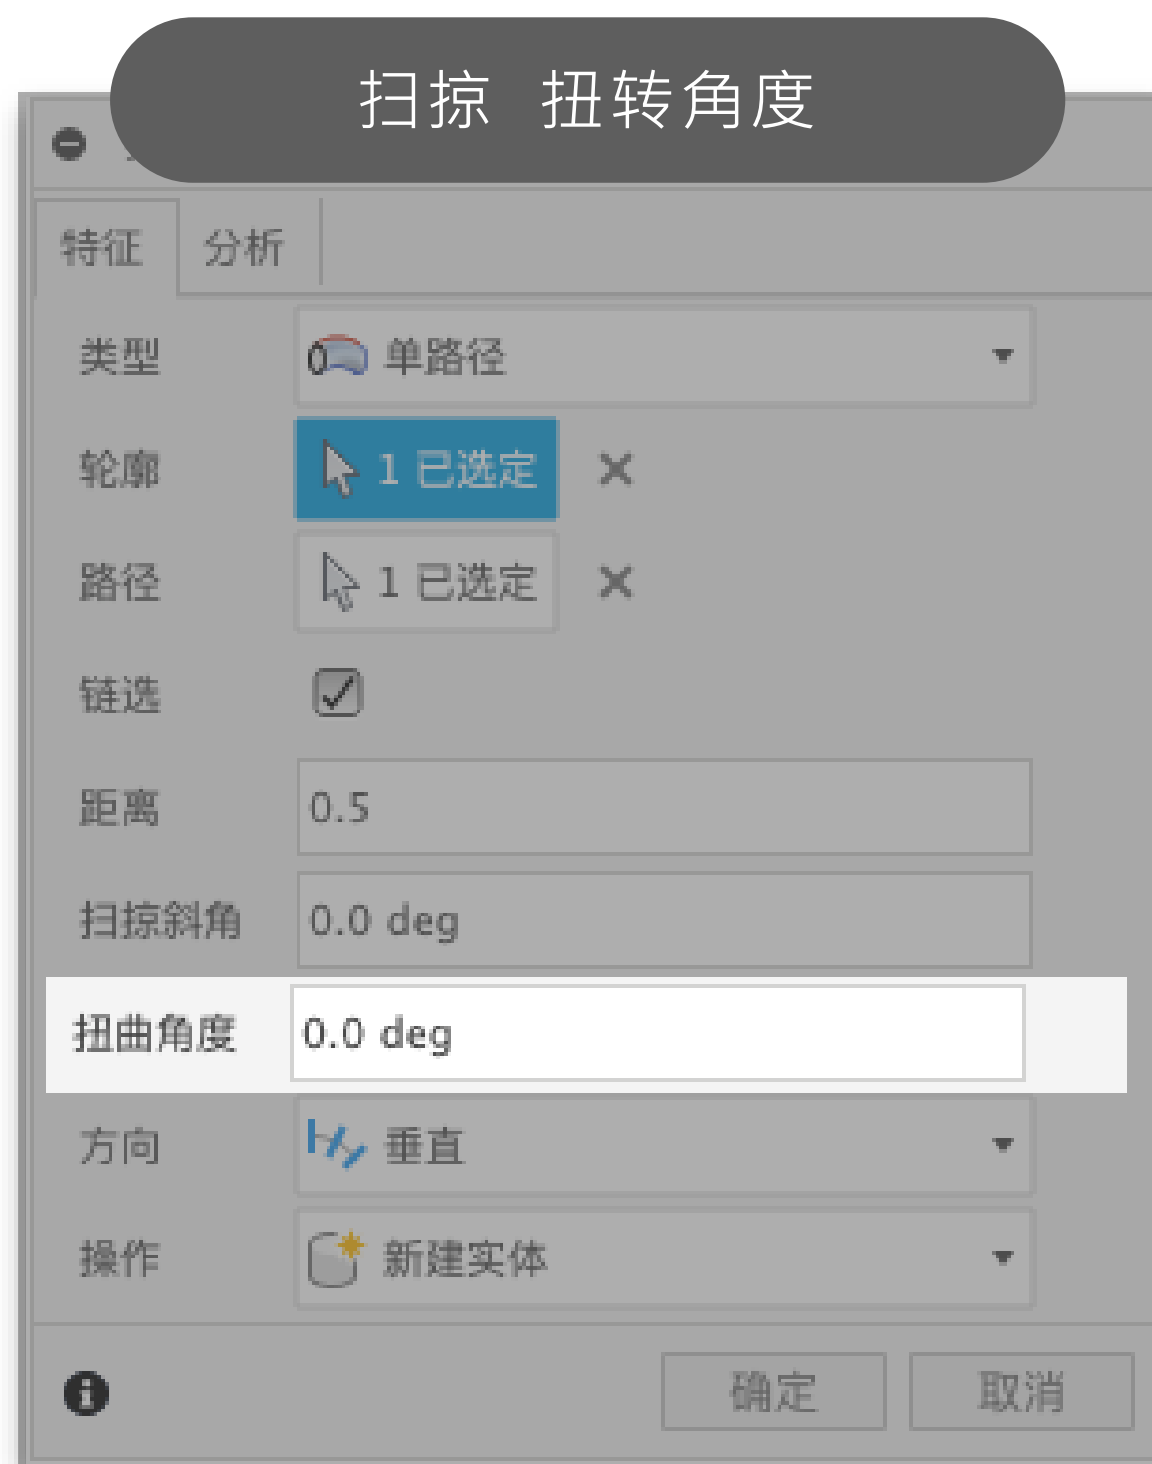 扫掠 扭转角度
特征 分析
类型 单路径
轮廓 1 已选定
路径 1 已选定
链选
距离 0.5
扫掠斜角 0.0 deg
扭曲角度 0.0 deg
方向 垂直
操作 新建实体
确定 取消